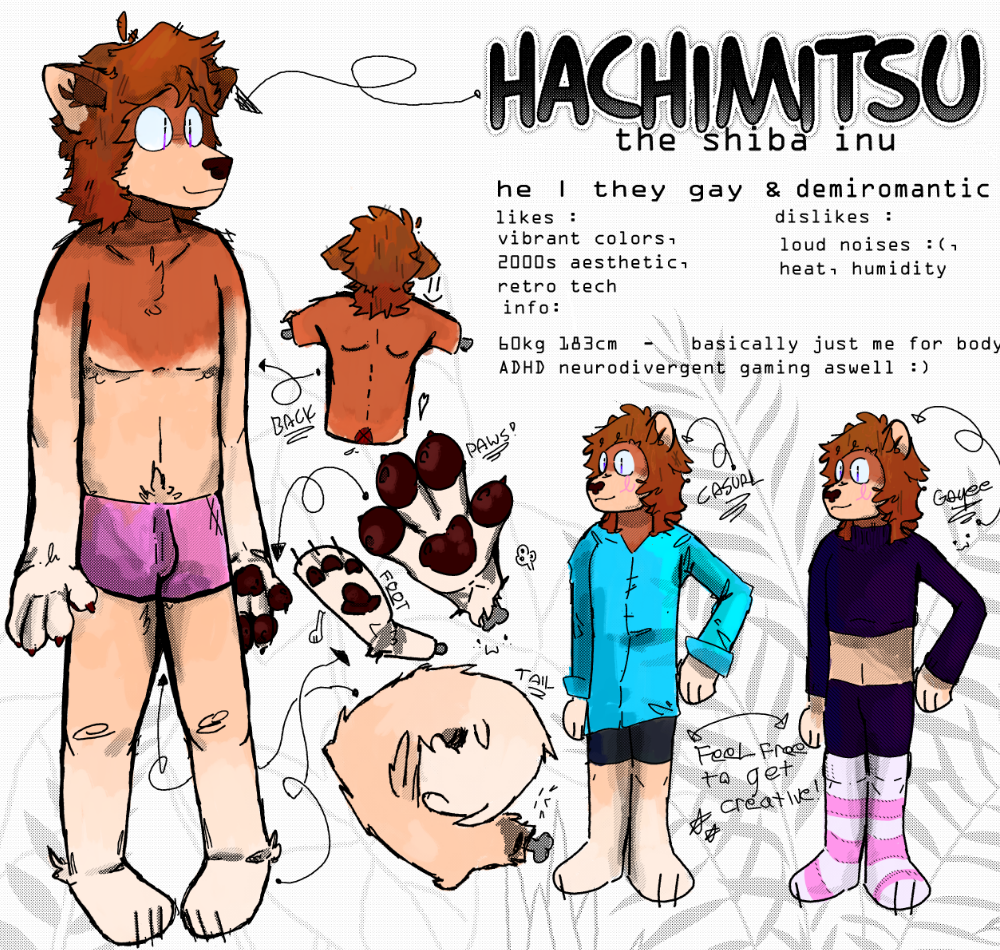 HACHIMITSU
the shiba inu
he | they gay & demiromantic
likes :
vibrant colors,
2000s aesthetic,
retro tech
dislikes :
loud noises :(,
heat, humidity
info:
60kg 183cm - basically just me for body
ADHD neurodivergent gaming aswell :)
BACK
PAWS!
FOOT
TAIL
CASUAL
GAyee
Feel Free
to get
creative!